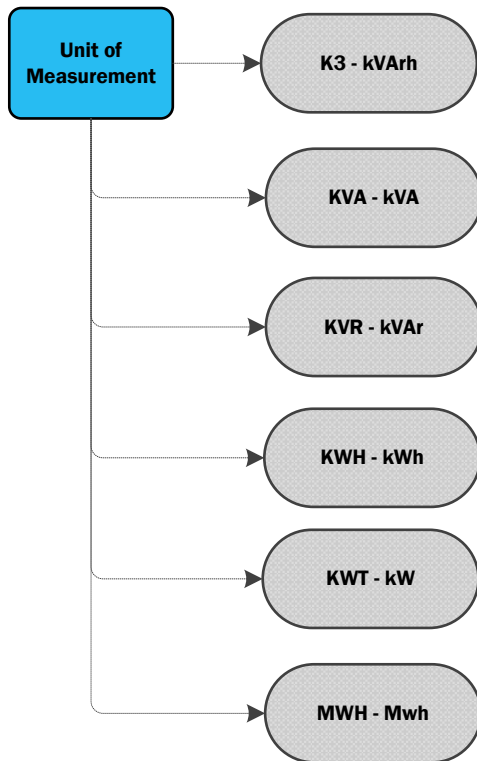 Unit of
Measurement
K3 - kVArh
KVA - kVA
KVR - kVAr
KWH - kWh
KWT - kW
MWH - Mwh